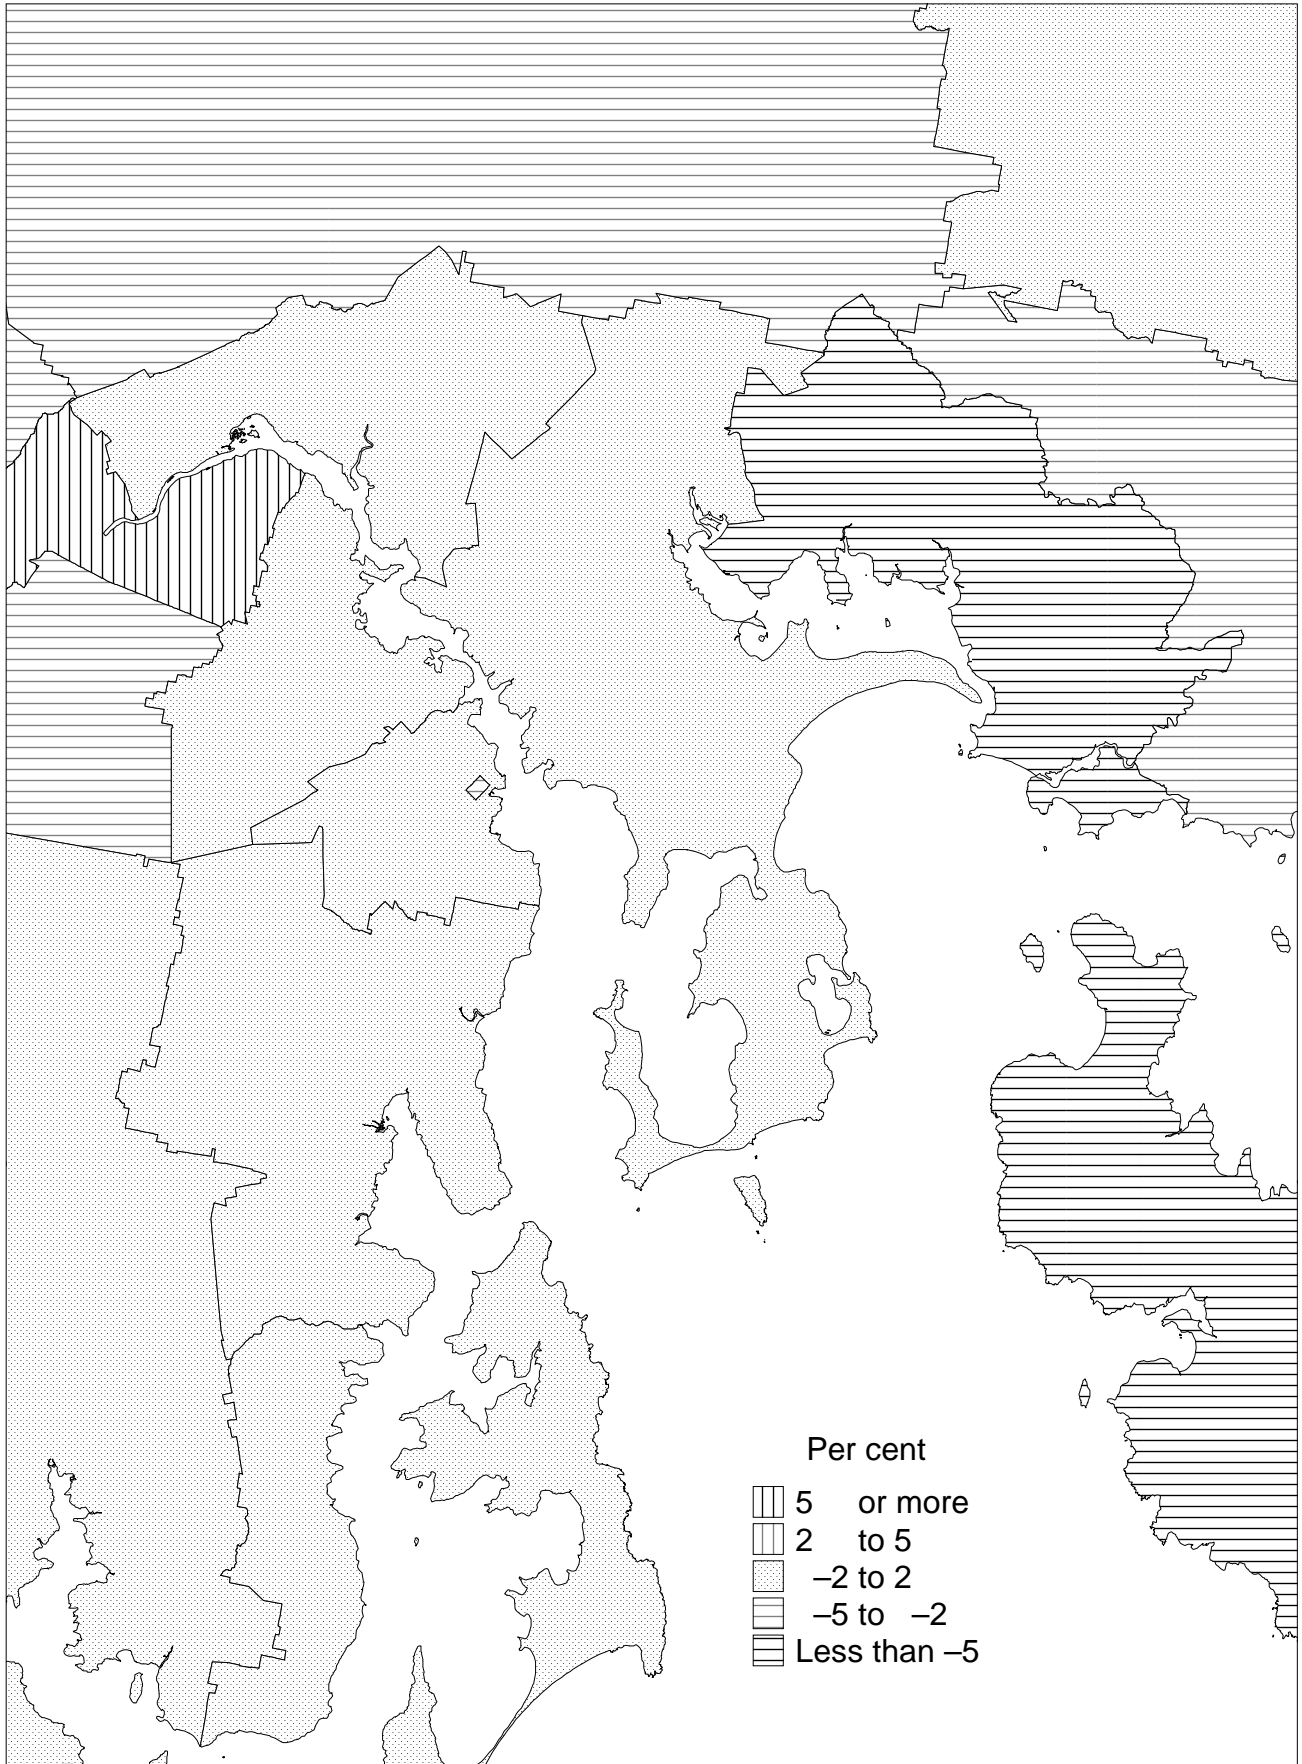 Per cent
5 or more
2 to 5
–2 to 2
–5 to –2
Less than –5